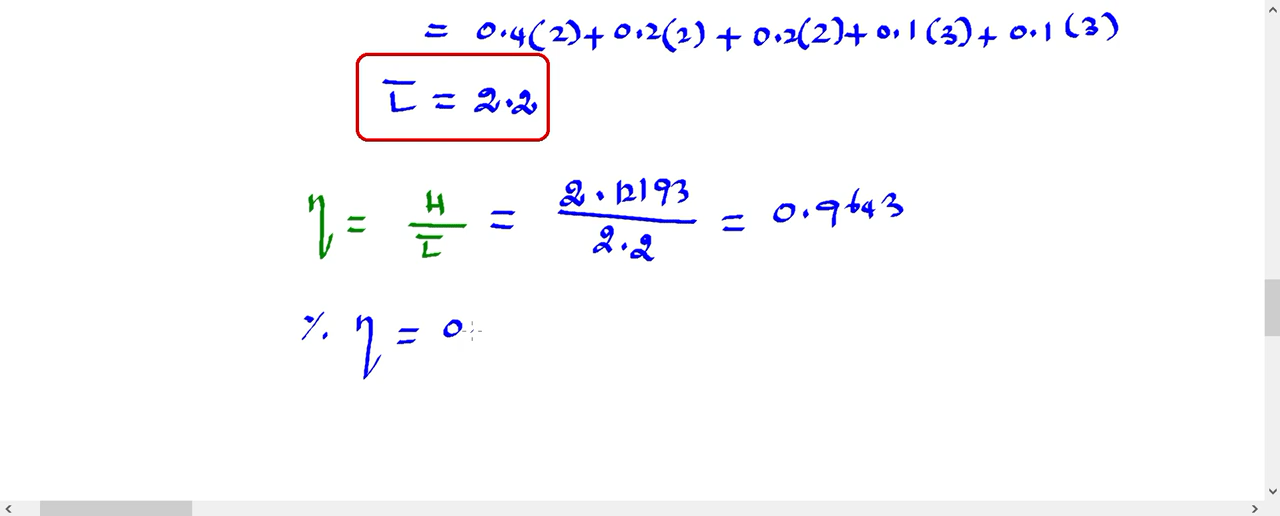 = 0.4(2)+ 0.2(2) + 0.2(2)+ 0.1(3)+ 0.1(3)
L̅ = 2.2
η = H/L̅ = 2.12193/2.2 = 0.9643
% η = 0.